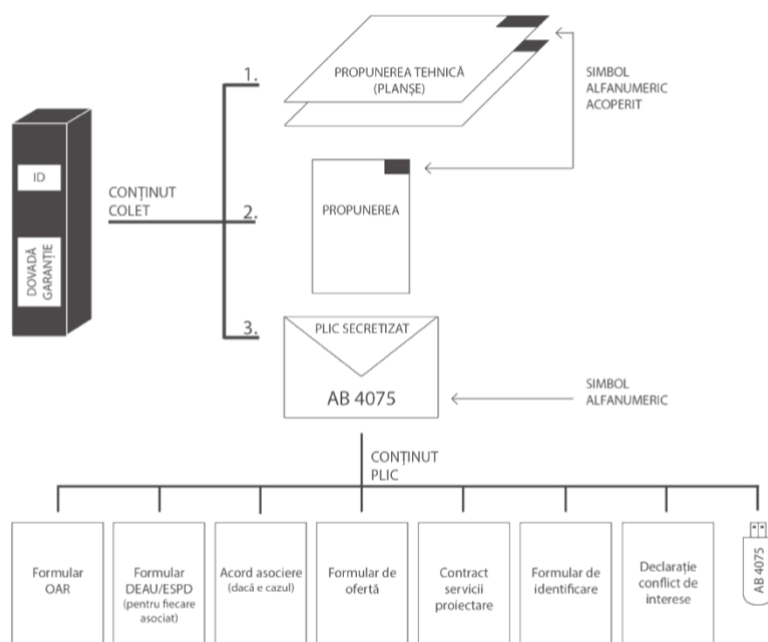 1.
PROPUNEREA TEHNICĂ
(PLANȘE)
SIMBOL
ALFANUMERIC
ACOPERIT
ID
DOVADĂ
GARANȚIE
CONȚINUT
COLET
2.
PROPUNEREA
3.
PLIC SECRETIZAT
AB 4075
SIMBOL
ALFANUMERIC
CONȚINUT
PLIC
Formular
OAR
Formular
DEAU/ESPD
(pentru fiecare
asociat)
Acord asociere
(dacă e cazul)
Formular de
ofertă
Contract
servicii
proiectare
Formular de
identificare
Declarație
conflict de
interese
AB 4075